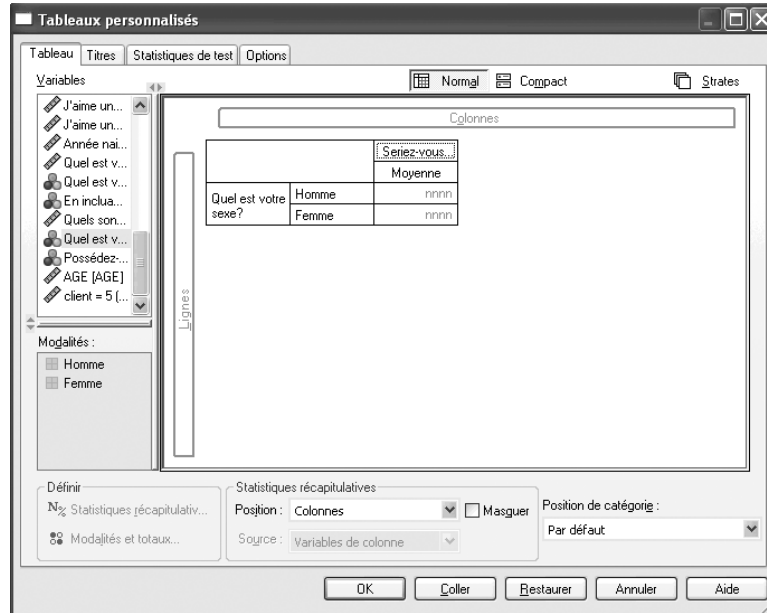 Tableaux personnalisés
Tableau Titres Statistiques de test Options
Variables
Normal Compact Strates
J'aime un...
J'aime un...
Année nai...
Quel est v...
Quel est v...
En inclua...
Quels son...
Quel est v...
Possédez-...
AGE [AGE]
client = 5 (...
Modalités :
Homme
Femme
Colonnes
Lignes
Seriez-vous...
Moyenne
Quel est votre sexe?
Homme nnnn
Femme nnnn
Définir
N% Statistiques récapitulativ...
Modalités et totaux...
Statistiques récapitulatives
Position : Colonnes Masquer
Source : Variables de colonne
Position de catégorie :
Par défaut
OK Coller Restaurer Annuler Aide